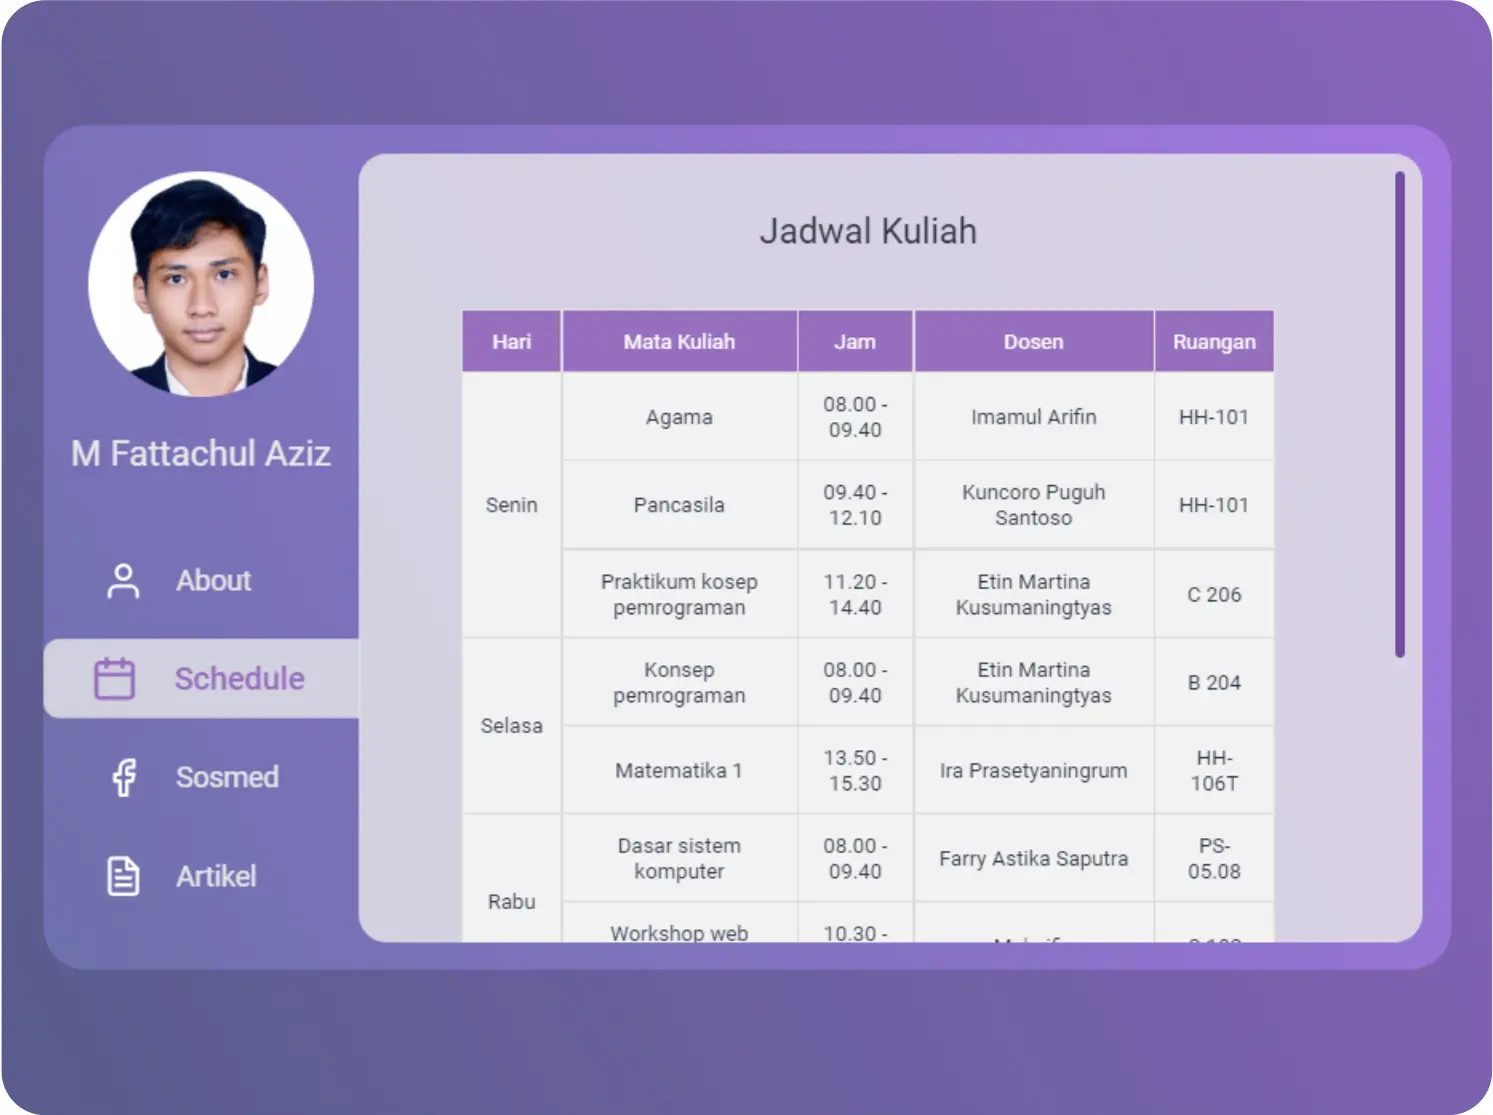 M Fattachul Aziz
About
Schedule
Sosmed
Artikel
Jadwal Kuliah
Hari Mata Kuliah Jam Dosen Ruangan
Senin
Agama
08.00 -
09.40
Imamul Arifin
HH-101
Pancasila
09.40 -
12.10
Kuncoro Puguh
Santoso
HH-101
Praktikum kosep
pemrograman
11.20 -
14.40
Etin Martina
Kusumaningtyas
C 206
Selasa
Konsep
pemrograman
08.00 -
09.40
Etin Martina
Kusumaningtyas
B 204
Matematika 1
13.50 -
15.30
Ira Prasetyaningrum
HH-
106T
Rabu
Dasar sistem
komputer
08.00 -
09.40
Farry Astika Saputra
PS-
05.08
Workshop web
10.30 -